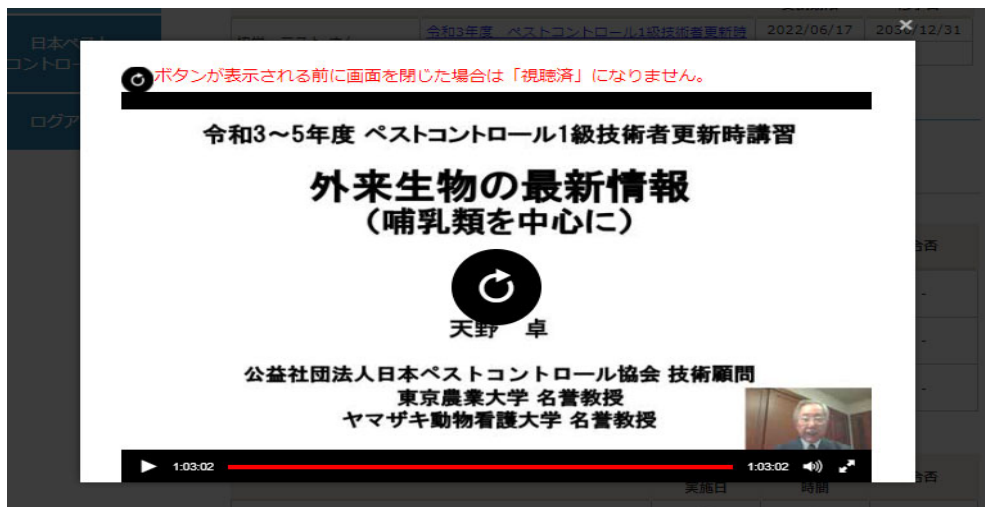 令和3年度 ペストコントロール1級技術者更新時
2022/06/17
日本ペスト
コントロー
ログア
ボタンが表示される前に画面を閉じた場合は「視聴済」になりません。
令和3～5年度 ペストコントロール1級技術者更新時講習
外来生物の最新情報
（哺乳類を中心に）
天野 卓
公益社団法人日本ペストコントロール協会 技術顧問
東京農業大学 名誉教授
ヤマザキ動物看護大学 名誉教授
1:03:02
1:03:02
実施日
時間
合否